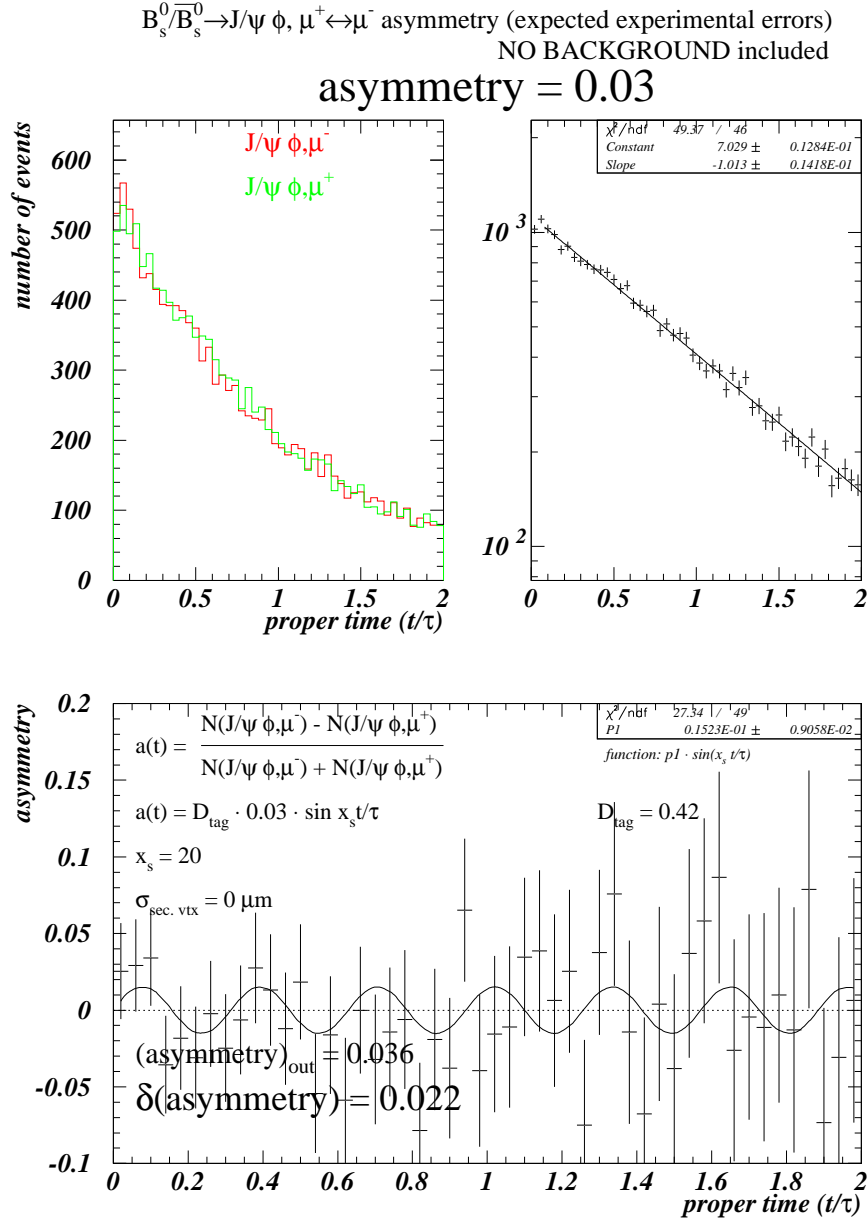 B⁰ₛ/B̅⁰ₛ→J/ψ φ, μ⁺↔μ⁻ asymmetry (expected experimental errors)
NO BACKGROUND included
asymmetry = 0.03
J/ψ φ,μ⁻
J/ψ φ,μ⁺
number of events
600
500
400
300
200
100
0
0 0.5 1 1.5 2
proper time (t/τ)
χ²/ndf 49.37 / 46
Constant 7.029 ± 0.1284E-01
Slope -1.013 ± 0.1418E-01
10³
10²
0 0.5 1 1.5 2
proper time (t/τ)
asymmetry
0.2
0.15
0.1
0.05
0
-0.05
-0.1
a(t) = N(J/ψ φ,μ⁻) - N(J/ψ φ,μ⁺)
N(J/ψ φ,μ⁻) + N(J/ψ φ,μ⁺)
χ²/ndf 27.34 / 49
P1 0.1523E-01 ± 0.9058E-02
function: p1 · sin(xₛ t/τ)
a(t) = D_tag · 0.03 · sin xₛt/τ
D_tag = 0.42
xₛ = 20
σ_sec. vtx = 0 μm
(asymmetry)_out = 0.036
δ(asymmetry) = 0.022
0 0.2 0.4 0.6 0.8 1 1.2 1.4 1.6 1.8 2
proper time (t/τ)